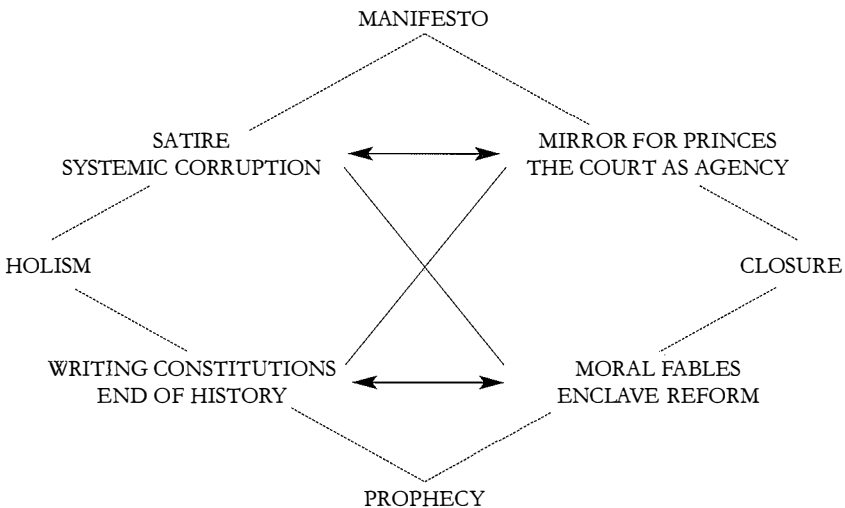 MANIFESTO
SATIRE
SYSTEMIC CORRUPTION
MIRROR FOR PRINCES
THE COURT AS AGENCY
HOLISM
CLOSURE
WRITING CONSTITUTIONS
END OF HISTORY
MORAL FABLES
ENCLAVE REFORM
PROPHECY